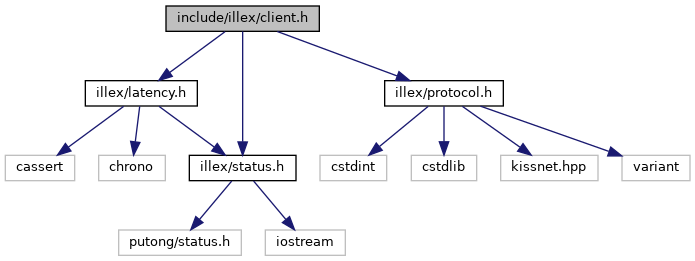 include/illex/client.h
illex/latency.h
illex/protocol.h
cassert
chrono
illex/status.h
cstdint
cstdlib
kissnet.hpp
variant
putong/status.h
iostream